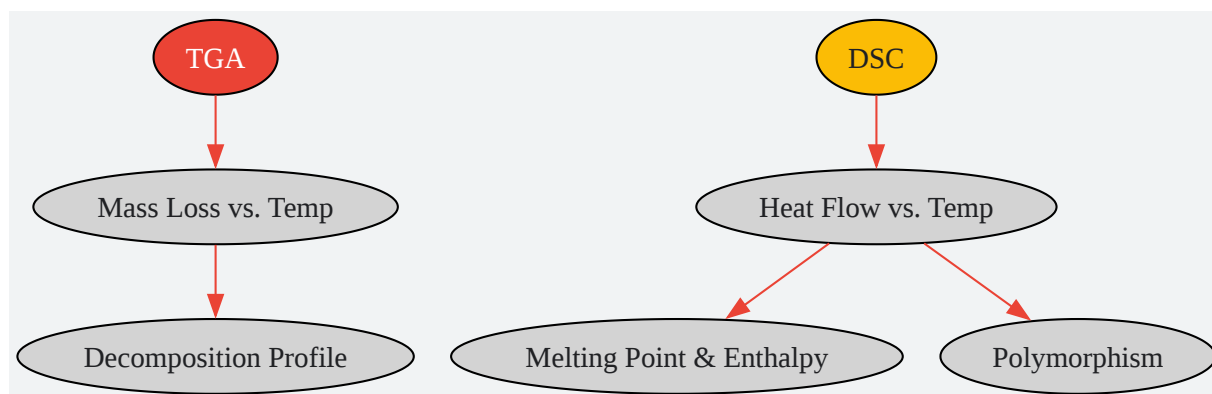 TGA
DSC
Mass Loss vs. Temp
Heat Flow vs. Temp
Decomposition Profile
Melting Point & Enthalpy
Polymorphism